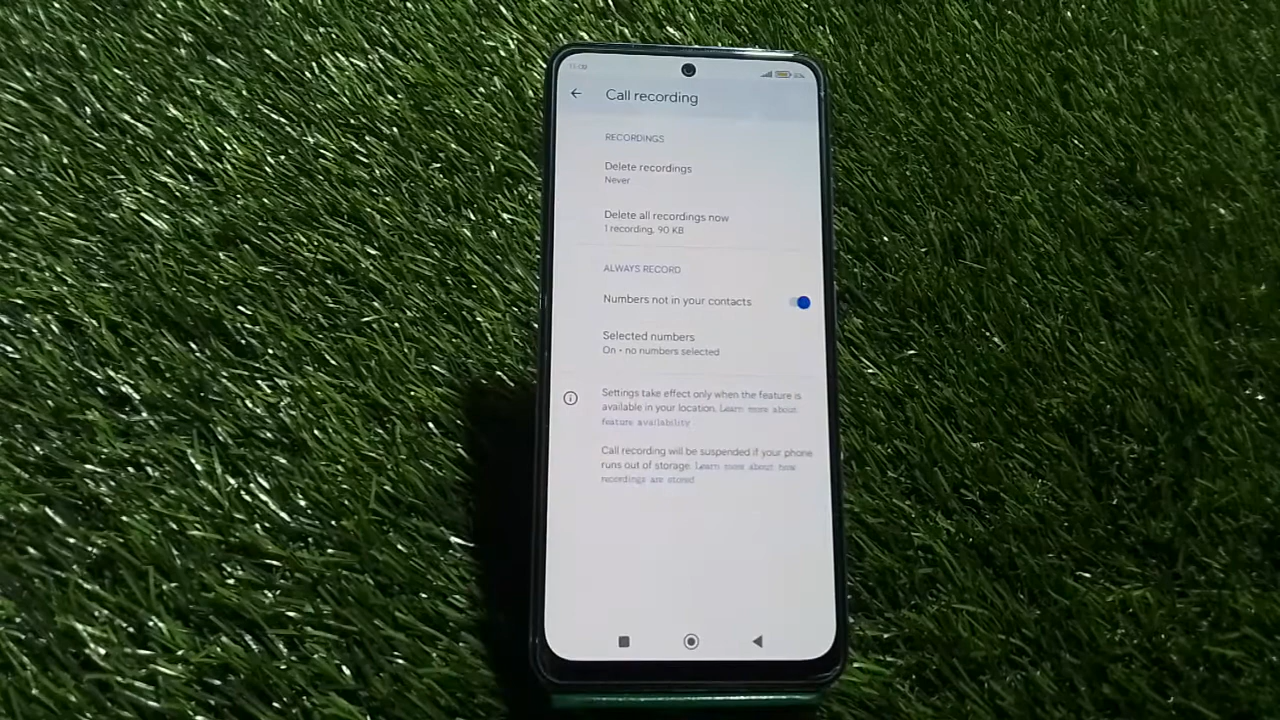 Call recording
RECORDINGS
Delete recordings
Never
Delete all recordings now
1 recording, 90 KB
ALWAYS RECORD
Numbers not in your contacts
Selected numbers
On • no numbers selected
Settings take effect only when the feature is
available in your location. Learn more about
feature availability
Call recording will be suspended if your phone
runs out of storage. Learn more about how
recordings are stored